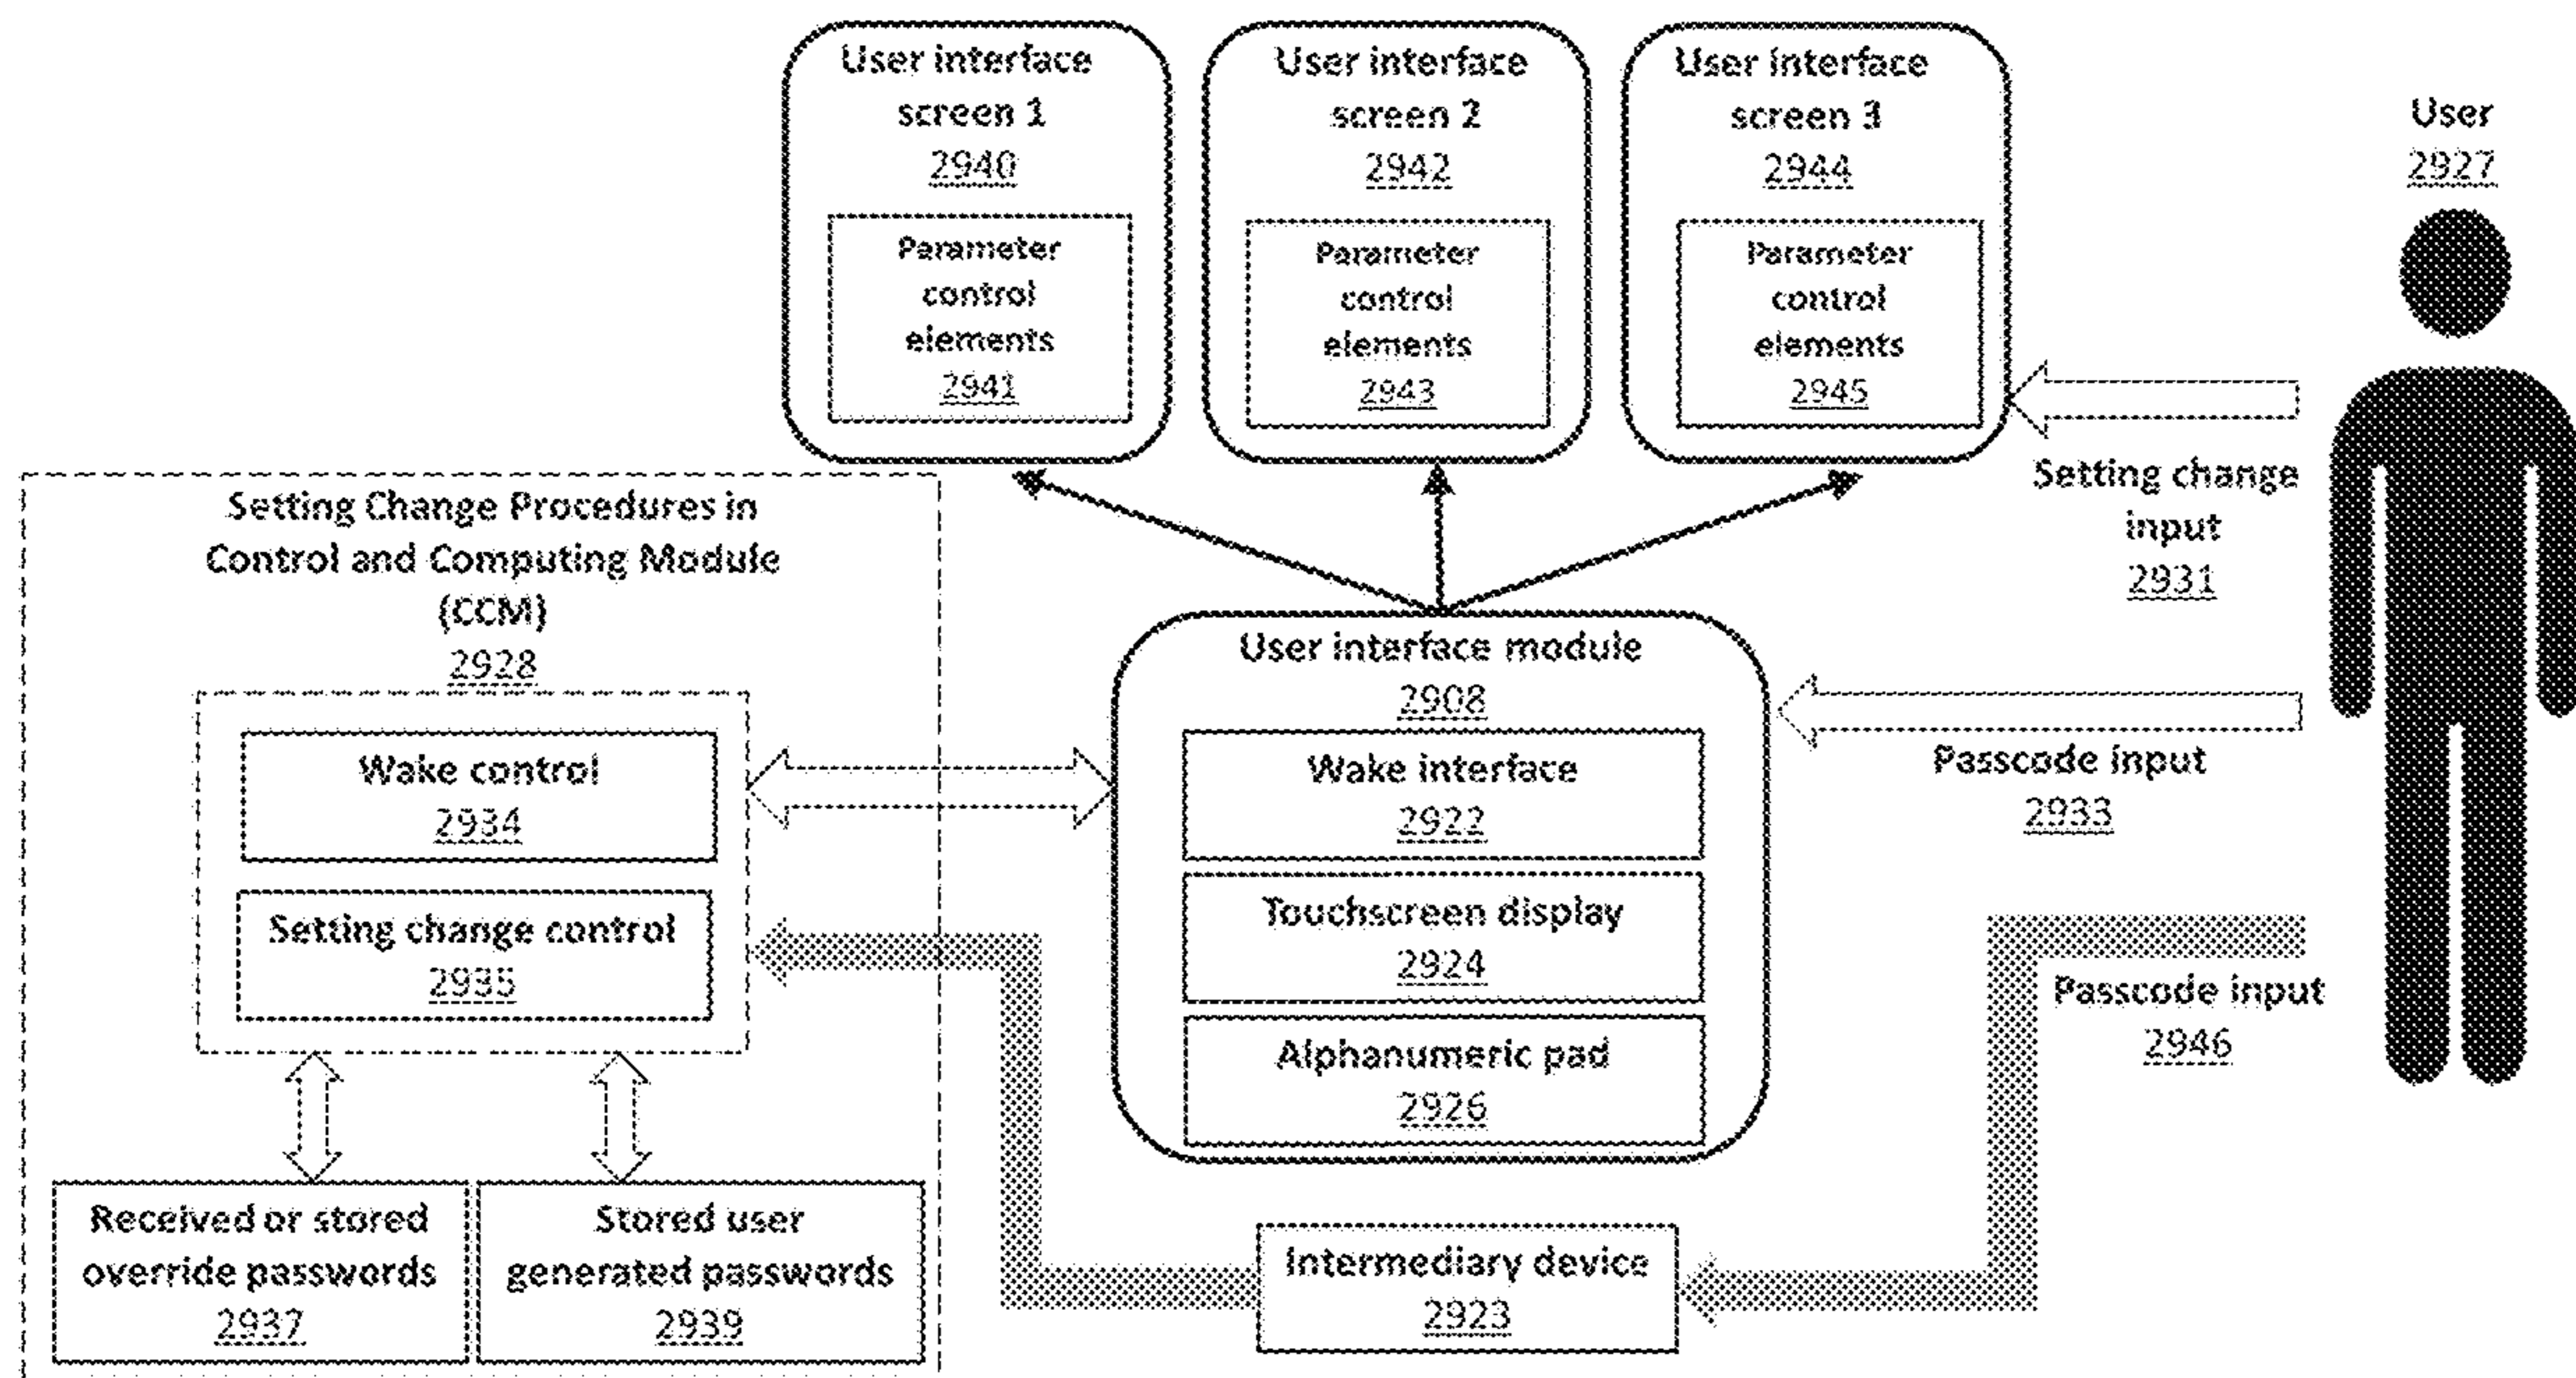 User interface
screen 1
2940
Parameter
control
elements
2941
User interface
screen 2
2942
Parameter
control
elements
2943
User interface
screen 3
2944
Parameter
control
elements
2945
User
2927
Setting change
input
2931
Setting Change Procedures in
Control and Computing Module
(CCM)
2928
Wake control
2934
Setting change control
2935
Received or stored
override passwords
2937
Stored user
generated passwords
2939
User interface module
2908
Wake interface
2922
Touchscreen display
2924
Alphanumeric pad
2926
Passcode input
2933
Passcode input
2946
Intermediary device
2923